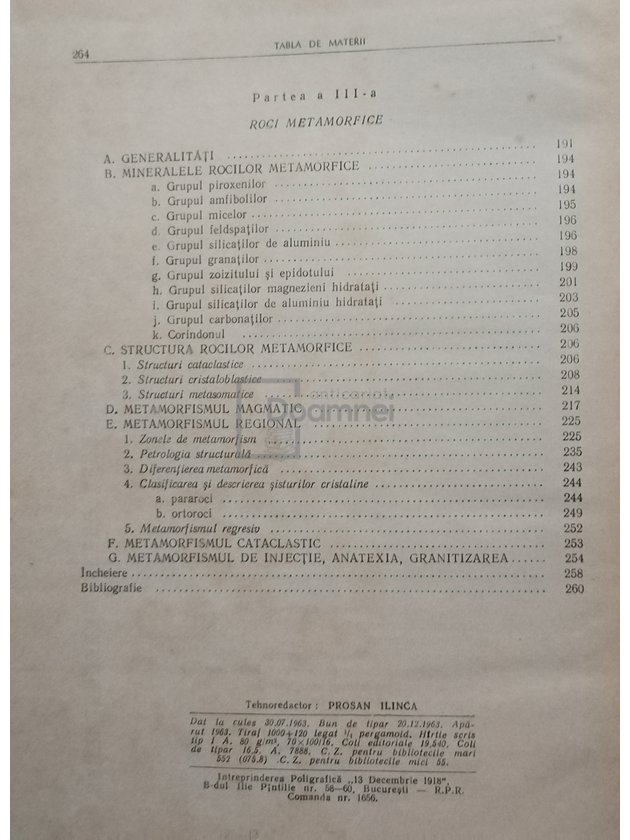 264
TABLA DE MATERII
Partea a III-a
ROCI METAMORFICE
A. GENERALITĂȚI 191
B. MINERALELE ROCILOR METAMORFICE 194
a. Grupul piroxenilor 194
b. Grupul amfibolilor 194
c. Grupul micelor 195
d. Grupul feldspaților 196
e. Grupul silicaților de aluminiu 196
f. Grupul granaților 198
g. Grupul zoizitului și epidotului 199
h. Grupul silicaților magnezieni hidratați 201
i. Grupul silicaților de aluminiu hidratați 203
j. Grupul carbonaților 205
k. Corindonul 206
C. STRUCTURA ROCILOR METAMORFICE 206
1. Structuri cataclastice 206
2. Structuri cristaloblastice 208
3. Structuri metasomatice 214
D. METAMORFISMUL MAGMATIC 217
E. METAMORFISMUL REGIONAL 225
1. Zonele de metamorfism 225
2. Petrologia structurală 235
3. Diferențierea metamorfică 243
4. Clasificarea și descrierea șisturilor cristaline 244
a. pararoci 244
b. ortoroci 249
5. Metamorfismul regresiv 252
F. METAMORFISMUL CATACLASTIC 253
G. METAMORFISMUL DE INJECȚIE, ANATEXIA, GRANITIZAREA 254
Incheiere 258
Bibliografie 260
anticariat
Doamnei
Tehnoredactor: PROSAN ILINCA
Dat la cules 30.07.1963. Bun de tipar 20.12.1963. Apă-
rut 1963. Tiraj 1000+120 legat 1/1 pergamoid. Hîrtie scris
tip I A. 80 g/m², 70×100/16. Coli editoriale 19,540. Coli
de tipar 16,5. A. 7888. C. Z. pentru bibliotecile mari
552 (075.8) .C. Z. pentru bibliotecile mici 55.
Intreprinderea Poligrafică „13 Decembrie 1918",
B-dul Ilie Pintilie nr. 58—60, București — R.P.R.
Comanda nr. 1656.